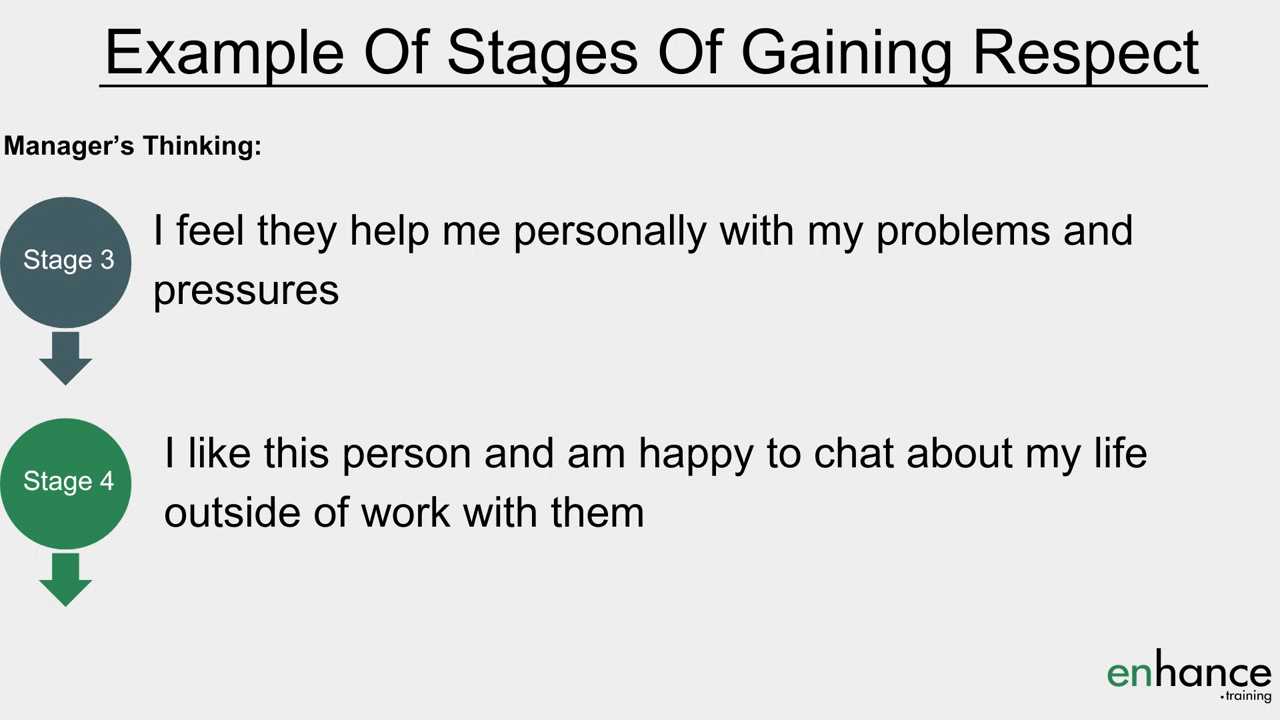 Example Of Stages Of Gaining Respect
Manager’s Thinking:
Stage 3
I feel they help me personally with my problems and
pressures
Stage 4
I like this person and am happy to chat about my life
outside of work with them
enhance
.training